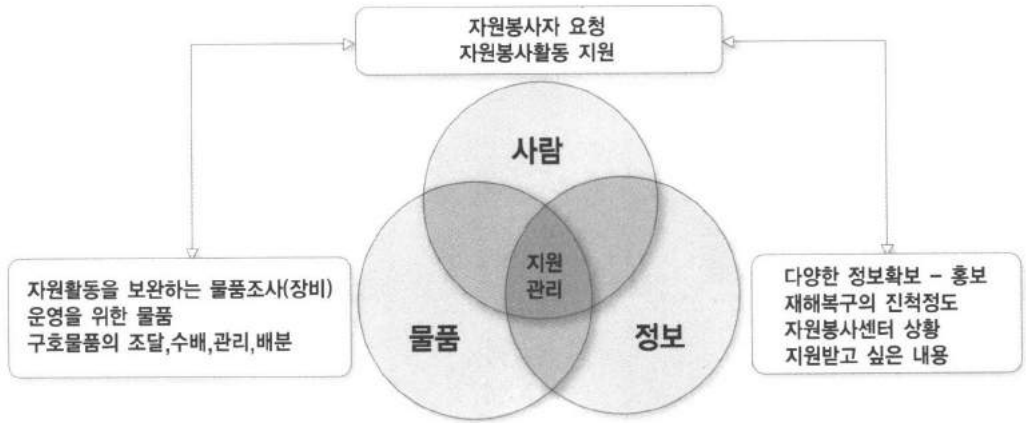 자원봉사자 요청
자원봉사활동 지원
사람
지원
관리
물품
정보
자원활동을 보완하는 물품조사(장비)
운영을 위한 물품
구호물품의 조달,수배,관리,배분
다양한 정보확보 - 홍보
재해복구의 진척정도
자원봉사센터 상황
지원받고 싶은 내용